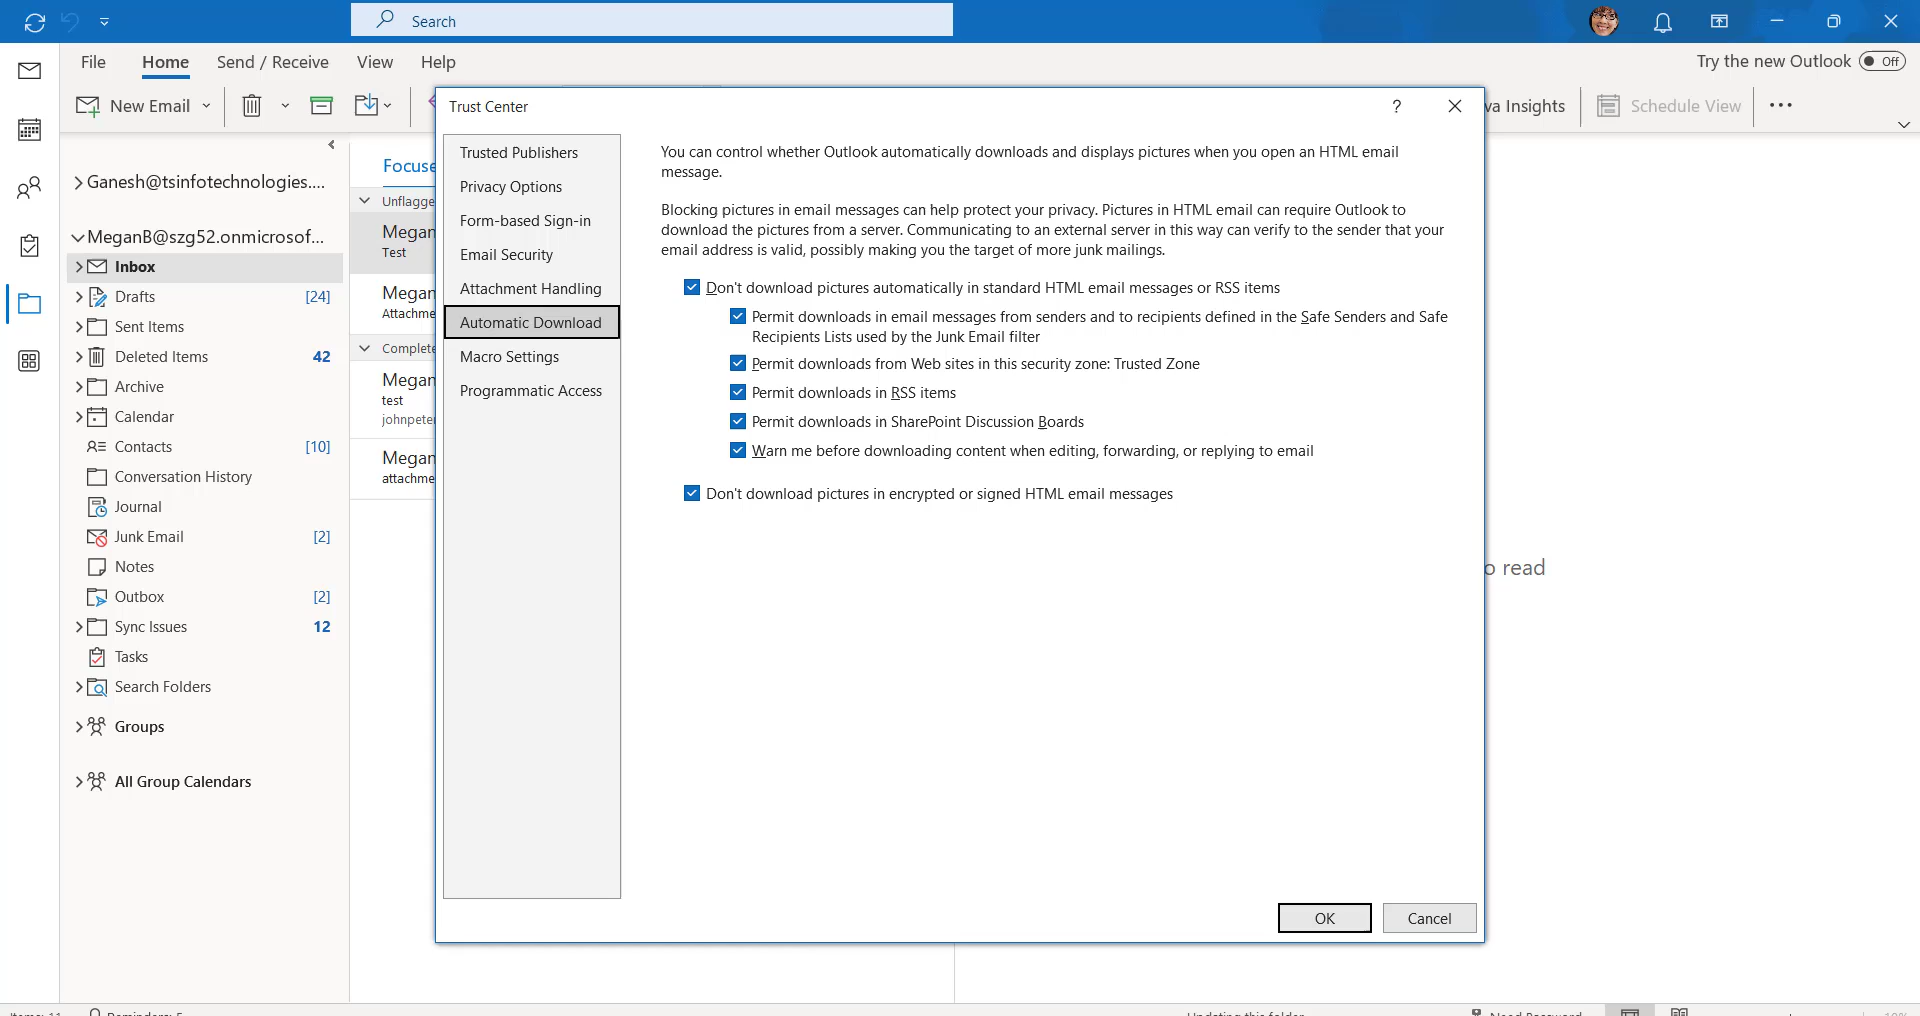 Search
File
Home
Send / Receive
View
Help
Try the new Outlook
Off
New Email
va Insights
Schedule View
Trust Center
?
Ganesh@tsinfotechnologies....
MeganB@szg52.onmicrosof...
Inbox
Drafts [24]
Sent Items
Deleted Items 42
Archive
Calendar
Contacts [10]
Conversation History
Journal
Junk Email [2]
Notes
Outbox [2]
Sync Issues 12
Tasks
Search Folders
Groups
All Group Calendars
Focuse
Unflagge
Megan
Test
Megan
Attachme
Complete
Megan
test
johnpeter
Megan
attachme
Trusted Publishers
Privacy Options
Form-based Sign-in
Email Security
Attachment Handling
Automatic Download
Macro Settings
Programmatic Access
You can control whether Outlook automatically downloads and displays pictures when you open an HTML email
message.
Blocking pictures in email messages can help protect your privacy. Pictures in HTML email can require Outlook to
download the pictures from a server. Communicating to an external server in this way can verify to the sender that your
email address is valid, possibly making you the target of more junk mailings.
Don't download pictures automatically in standard HTML email messages or RSS items
Permit downloads in email messages from senders and to recipients defined in the Safe Senders and Safe
Recipients Lists used by the Junk Email filter
Permit downloads from Web sites in this security zone: Trusted Zone
Permit downloads in RSS items
Permit downloads in SharePoint Discussion Boards
Warn me before downloading content when editing, forwarding, or replying to email
Don't download pictures in encrypted or signed HTML email messages
OK
Cancel
o read
Items: 11
Reminders: 5
Updating this folder
Need Password